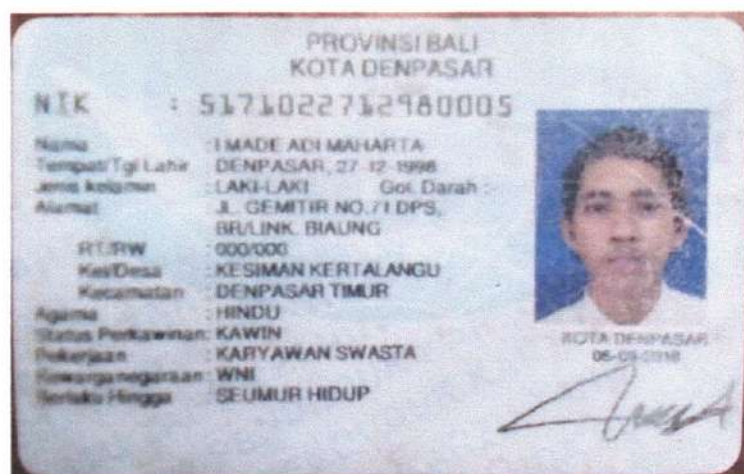 PROVINSI BALI
KOTA DENPASAR
NIK : 5171022712980005
Nama : I MADE ADI MAHARTA
Tempat/Tgl Lahir : DENPASAR, 27-12-1998
Jenis kelamin : LAKI-LAKI Gol. Darah : -
Alamat : JL. GEMITIR NO.71 DPS,
BR/LINK. BIAUNG
RT/RW : 000/000
Kel/Desa : KESIMAN KERTALANGU
Kecamatan : DENPASAR TIMUR
Agama : HINDU
Status Perkawinan: KAWIN
Pekerjaan : KARYAWAN SWASTA
Kewarganegaraan: WNI
Berlaku Hingga : SEUMUR HIDUP
KOTA DENPASAR